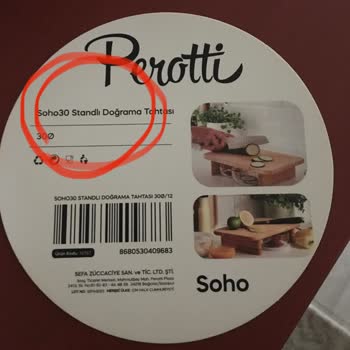 Perotti
Soho30 Standlı Doğrama Tahtası
30Ø
SOHO30 STANDLI DOĞRAMA TAHTASI 30Ø/12
8680530409683
SEFA ZÜCCACİYE SAN. ve TİC. LTD. ŞTİ.
Soho